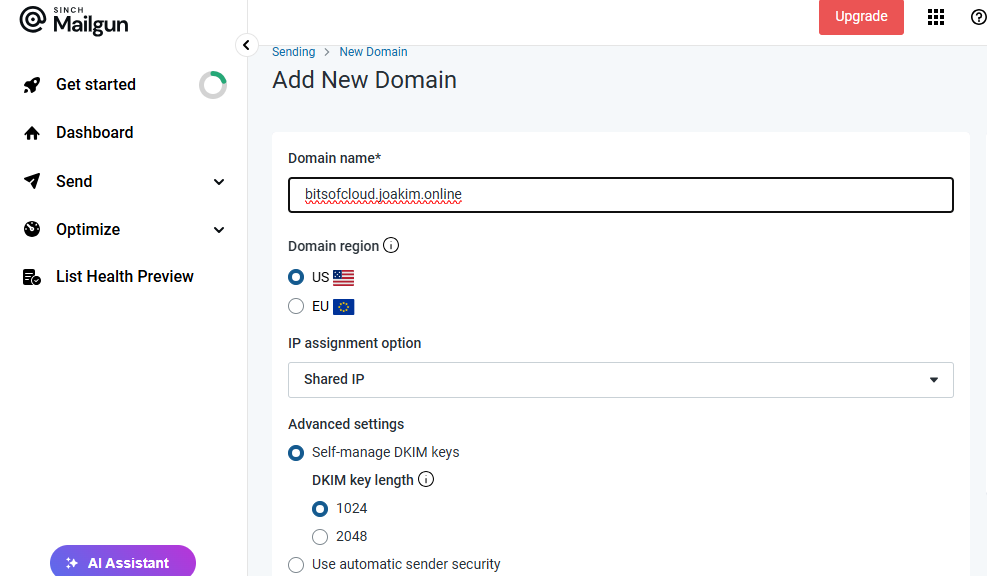 SINCH
Mailgun
Upgrade
Get started
Dashboard
Send
Optimize
List Health Preview
AI Assistant
Sending > New Domain
Add New Domain
Domain name*
bitsofcloud.joakim.online
Domain region
US
EU
IP assignment option
Shared IP
Advanced settings
Self-manage DKIM keys
DKIM key length
1024
2048
Use automatic sender security